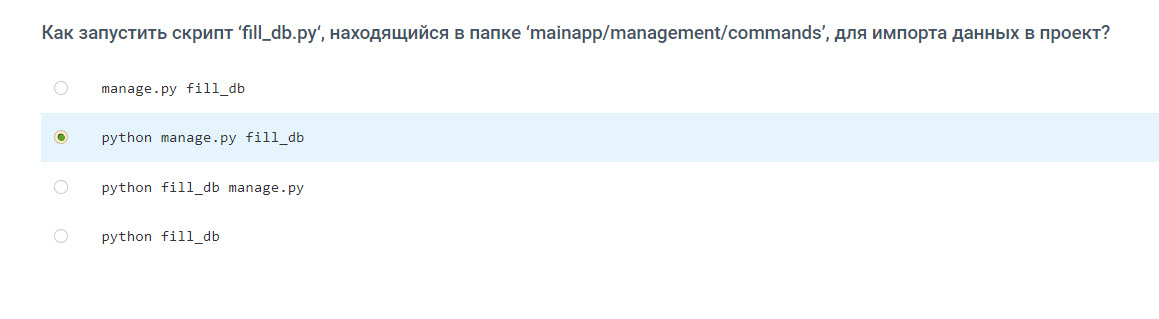 Как запустить скрипт ‘fill_db.py‘, находящийся в папке ‘mainapp/management/commands’, для импорта данных в проект?
manage.py fill_db
python manage.py fill_db
python fill_db manage.py
python fill_db